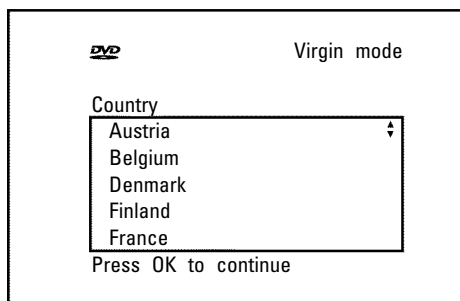 DVD
Virgin mode
Country
Austria
Belgium
Denmark
Finland
France
Press OK to continue